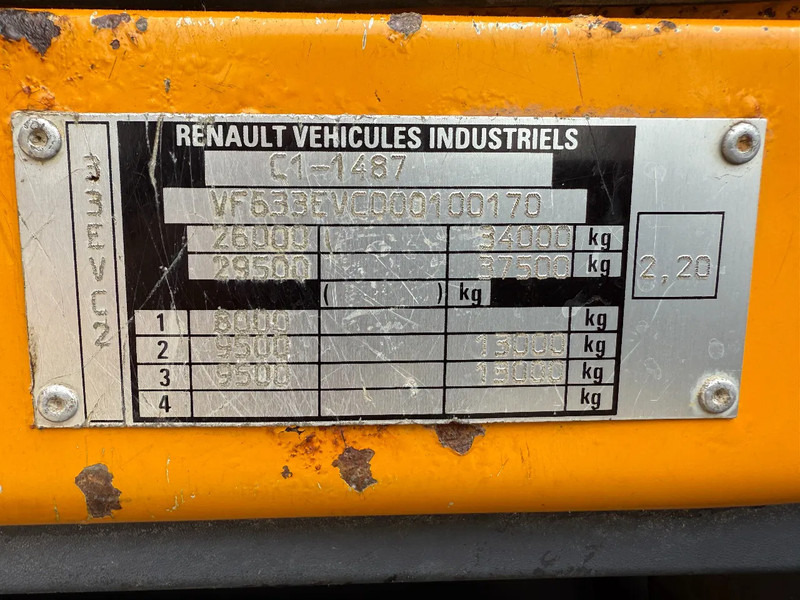 RENAULT VEHICULES INDUSTRIELS
C1-1487
VF633EVC000100170
26000 ( 34000 kg
29500 37500 kg
( ) kg
1 8000 kg
2 9500 13000 kg
3 9500 13000 kg
4 kg
33EVC2
2,20